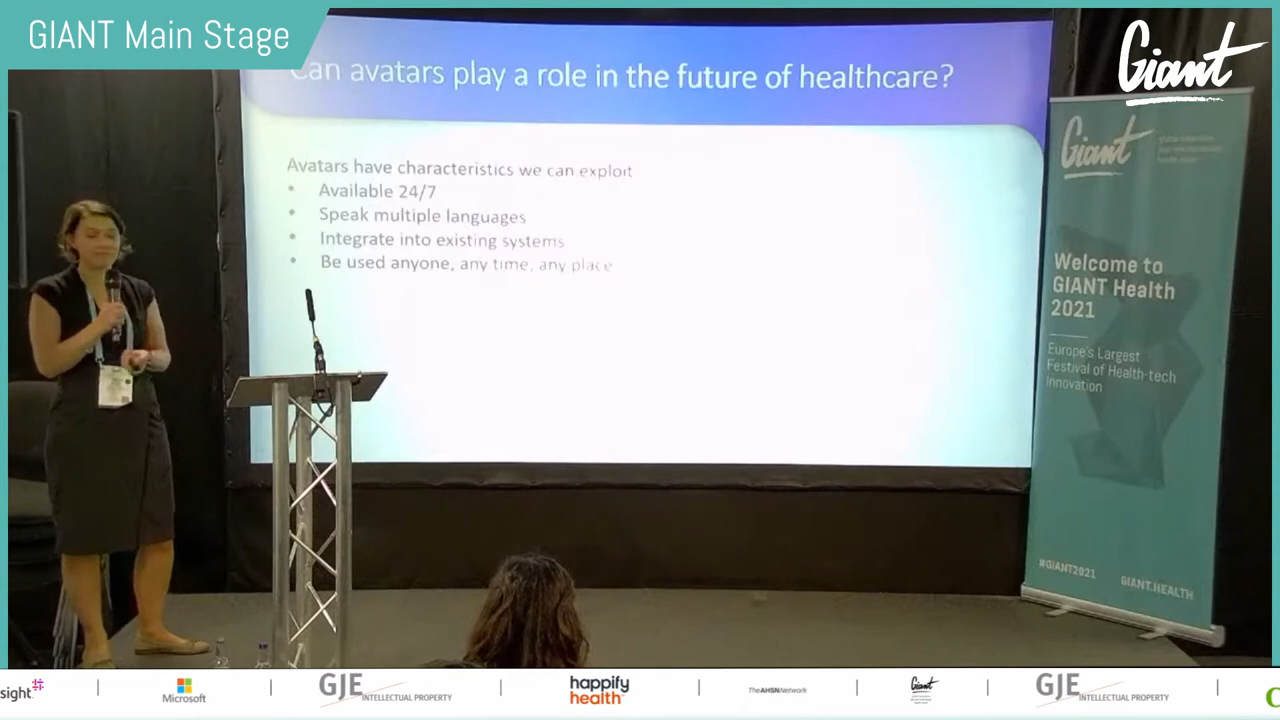 GIANT Main Stage
Giant
Can avatars play a role in the future of healthcare?
Avatars have characteristics we can exploit
• Available 24/7
• Speak multiple languages
• Integrate into existing systems
• Be used anyone, any time, any place
Giant
Welcome to
GIANT Health
2021
Europe's Largest
Festival of Health-tech
Innovation
#GIANT2021
GIANT.HEALTH
sight
Microsoft
GJE INTELLECTUAL PROPERTY
happify
health
TheAHSNNetwork
Giant
GJE INTELLECTUAL PROPERTY